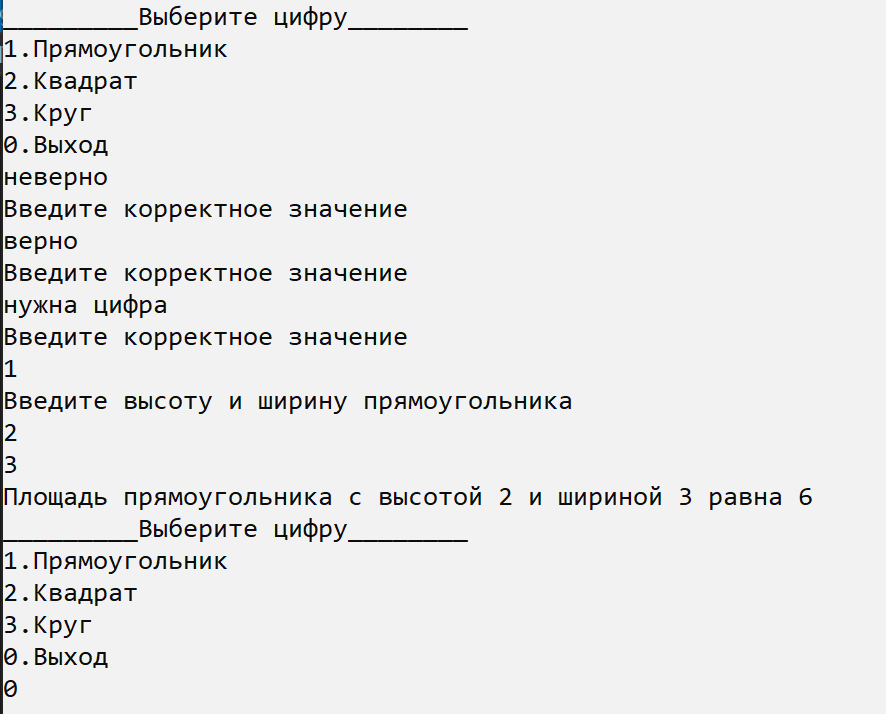 _________Выберите цифру________
1.Прямоугольник
2.Квадрат
3.Круг
0.Выход
неверно
Введите корректное значение
верно
Введите корректное значение
нужна цифра
Введите корректное значение
1
Введите высоту и ширину прямоугольника
2
3
Площадь прямоугольника с высотой 2 и шириной 3 равна 6
_________Выберите цифру________
1.Прямоугольник
2.Квадрат
3.Круг
0.Выход
0